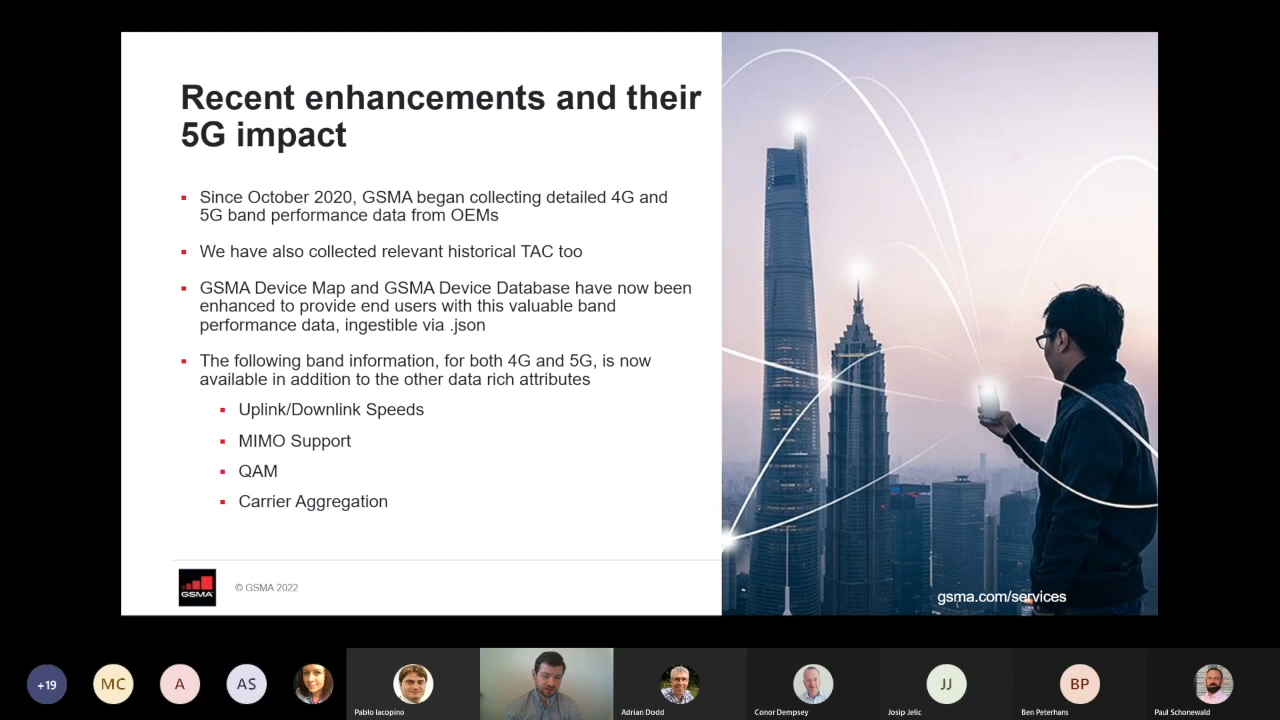 Recent enhancements and their
5G impact
Since October 2020, GSMA began collecting detailed 4G and
5G band performance data from OEMs
We have also collected relevant historical TAC too
GSMA Device Map and GSMA Device Database have now been
enhanced to provide end users with this valuable band
performance data, ingestible via .json
The following band information, for both 4G and 5G, is now
available in addition to the other data rich attributes
Uplink/Downlink Speeds
MIMO Support
QAM
Carrier Aggregation
GSMA
© GSMA 2022
gsma.com/services
+19
MC
A
AS
JJ
BP
Pablo Iacopino
Adrian Dodd
Conor Dempsey
Josip Jelic
Ben Peterhans
Paul Schonewald